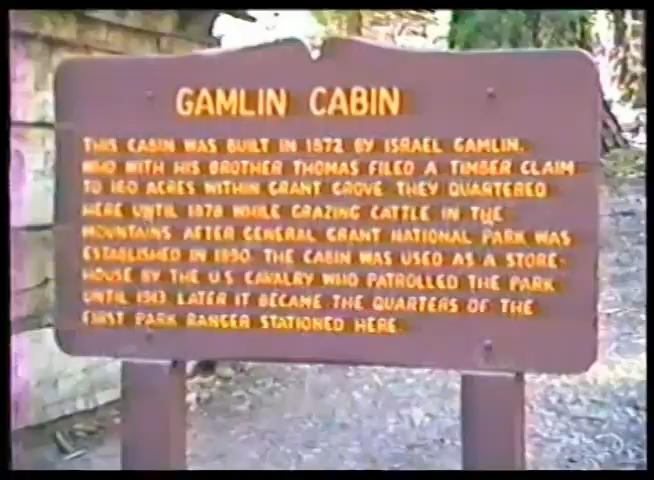 GAMLIN CABIN
THIS CABIN WAS BUILT IN 1872 BY ISRAEL GAMLIN.
WHO WITH HIS BROTHER THOMAS FILED A TIMBER CLAIM
TO 160 ACRES WITHIN GRANT GROVE. THEY QUARTERED
HERE UNTIL 1878 WHILE GRAZING CATTLE IN THE
MOUNTAINS. AFTER GENERAL GRANT NATIONAL PARK WAS
ESTABLISHED IN 1890. THE CABIN WAS USED AS A STORE-
HOUSE BY THE U.S. CAVALRY WHO PATROLLED THE PARK
UNTIL 1913. LATER IT BECAME THE QUARTERS OF THE
FIRST PARK RANGER STATIONED HERE.